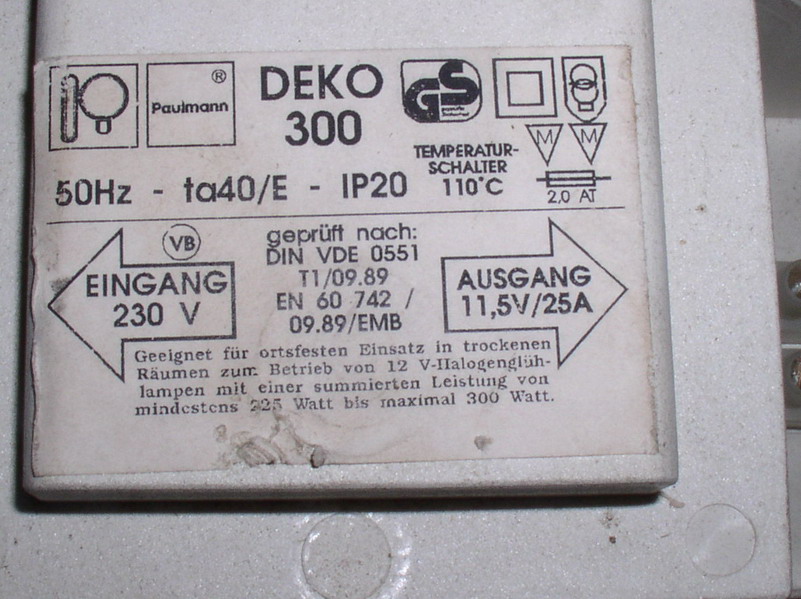 Paulmann ®
DEKO
300
GS
M M
TEMPERATUR-
SCHALTER
110°C
2,0 AT
50Hz - ta40/E - IP20
VB
EINGANG
230 V
geprüft nach:
DIN VDE 0551
T1/09.89
EN 60 742 /
09.89/EMB
AUSGANG
11,5V/25A
Geeignet für ortsfesten Einsatz in trockenen
Räumen zum Betrieb von 12 V-Halogenglüh-
lampen mit einer summierten Leistung von
mindestens 225 Watt bis maximal 300 Watt.